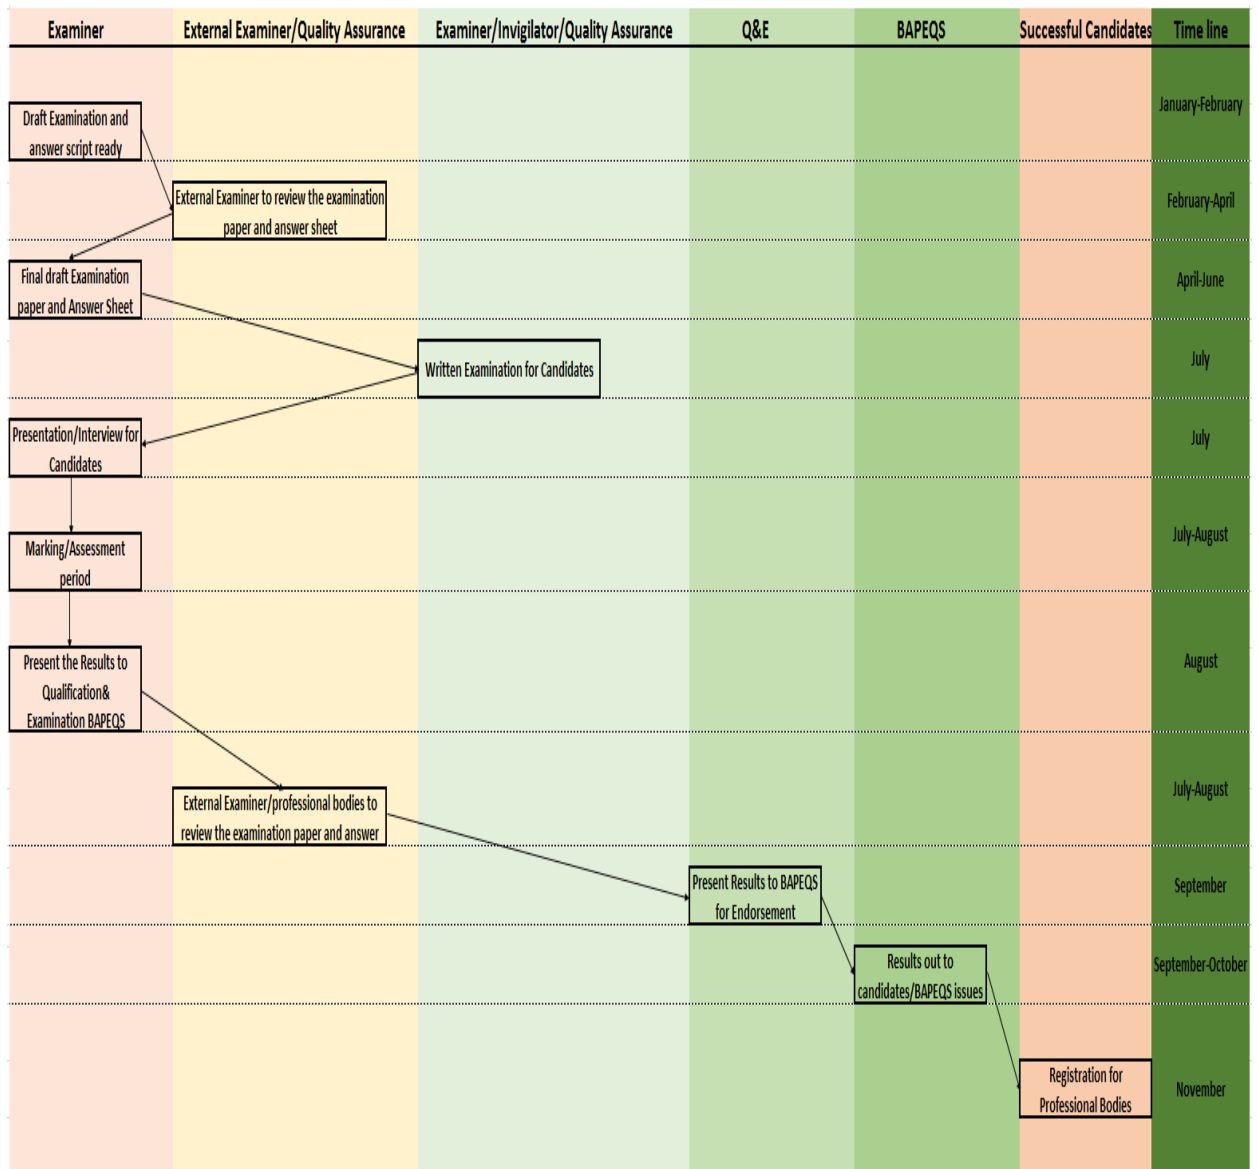 Examiner
External Examiner/Quality Assurance
Examiner/Invigilator/Quality Assurance
Q&E
BAPEQS
Successful Candidates
Time line
Draft Examination and
answer script ready
January-February
External Examiner to review the examination
paper and answer sheet
February-April
Final draft Examination
paper and Answer Sheet
April-June
Written Examination for Candidates
July
Presentation/Interview for
Candidates
July
Marking/Assessment
period
July-August
Present the Results to
Qualification&
Examination BAPEQS
August
External Examiner/professional bodies to
review the examination paper and answer
July-August
Present Results to BAPEQS
for Endorsement
September
Results out to
candidates/BAPEQS issues
September-October
Registration for
Professional Bodies
November